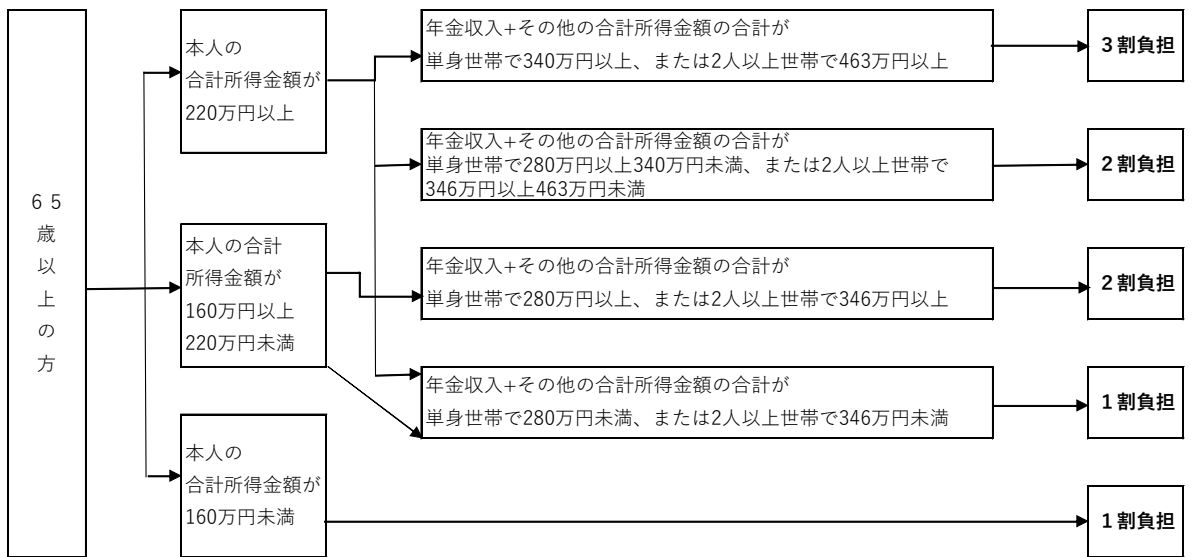 65
歳
以
上
の
方
本人の
合計所得金額が
220万円以上
本人の合計
所得金額が
160万円以上
220万円未満
本人の
合計所得金額が
160万円未満
年金収入+その他の合計所得金額の合計が
単身世帯で340万円以上、または2人以上世帯で463万円以上
3割負担
年金収入+その他の合計所得金額の合計が
単身世帯で280万円以上340万円未満、または2人以上世帯で
346万円以上463万円未満
2割負担
年金収入+その他の合計所得金額の合計が
単身世帯で280万円以上、または2人以上世帯で346万円以上
2割負担
年金収入+その他の合計所得金額の合計が
単身世帯で280万円未満、または2人以上世帯で346万円未満
1割負担
1割負担